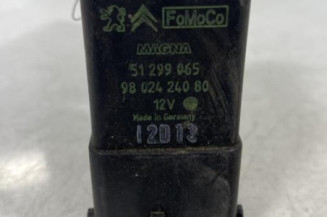 FoMoCo
MAGNA
51 299 065
98 024 240 80
12V
Made in Germany
12D13